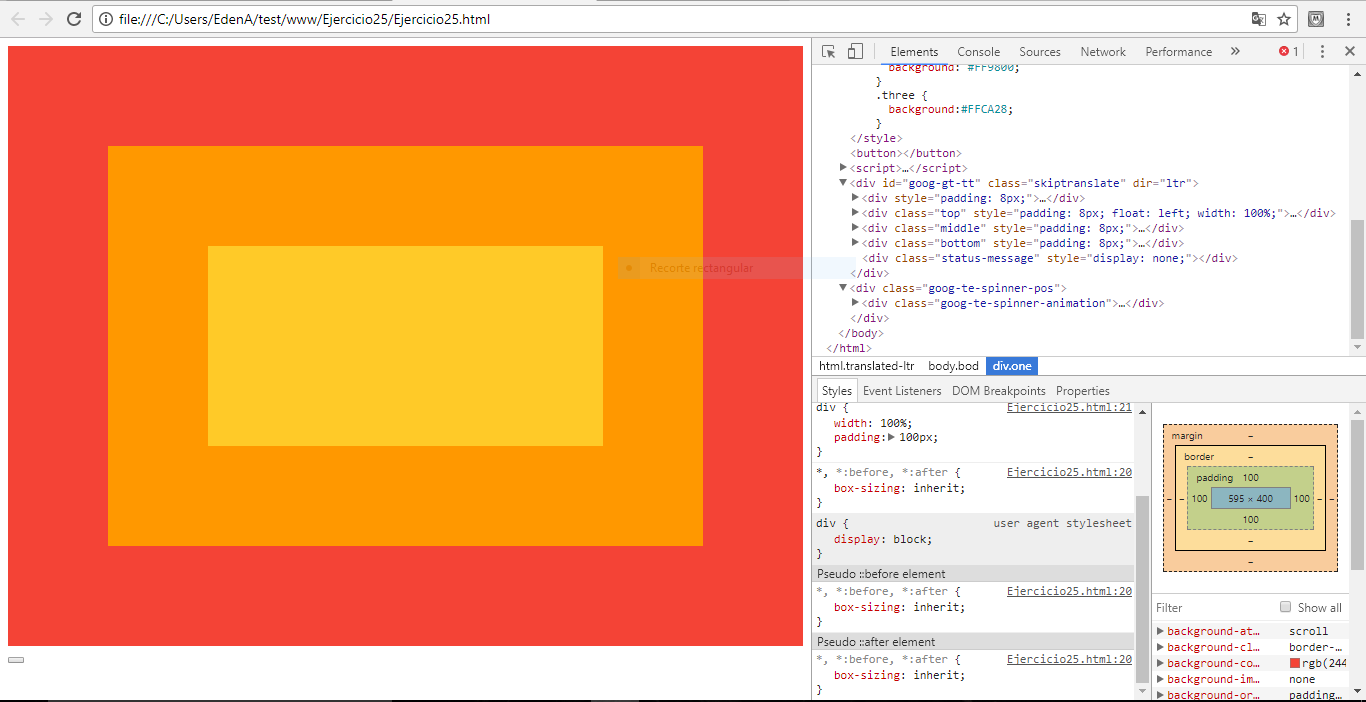 file:///C:/Users/EdenA/test/www/Ejercicio25/Ejercicio25.html
Elements Console Sources Network Performance » 1
background: #FF9800;
}
.three {
background:#FFCA28;
}
</style>
<button></button>
<script>…</script>
<div id="goog-gt-tt" class="skiptranslate" dir="ltr">
<div style="padding: 8px;">…</div>
<div class="top" style="padding: 8px; float: left; width: 100%;">…</div>
<div class="middle" style="padding: 8px;">…</div>
<div class="bottom" style="padding: 8px;">…</div>
<div class="status-message" style="display: none;"></div>
</div>
<div class="goog-te-spinner-pos">
<div class="goog-te-spinner-animation">…</div>
</div>
</body>
</html>
Recorte rectangular
html.translated-ltr body.bod div.one
Styles Event Listeners DOM Breakpoints Properties
div { Ejercicio25.html:21
width: 100%;
padding: 100px;
}
*, *:before, *:after { Ejercicio25.html:20
box-sizing: inherit;
}
div { user agent stylesheet
display: block;
}
Pseudo ::before element
*, *:before, *:after { Ejercicio25.html:20
box-sizing: inherit;
}
Pseudo ::after element
*, *:before, *:after { Ejercicio25.html:20
box-sizing: inherit;
}
margin –
border –
padding 100
– – 100 595 × 400 100 – –
100
–
–
Filter Show all
background-at… scroll
background-cl… border-…
background-co… rgb(244
background-im… none
background-or… padding…